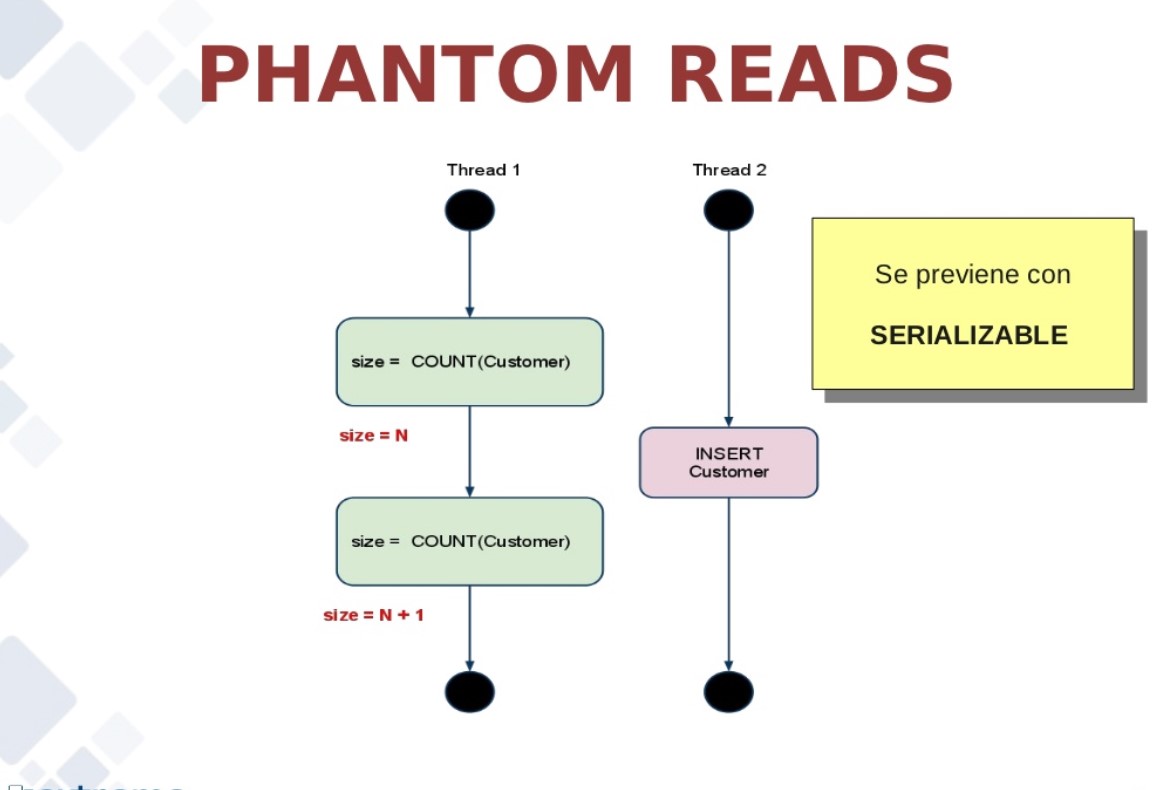 PHANTOM READS
Thread 1
Thread 2
size = COUNT(Customer)
size = N
size = COUNT(Customer)
size = N + 1
INSERT
Customer
Se previene con
SERIALIZABLE